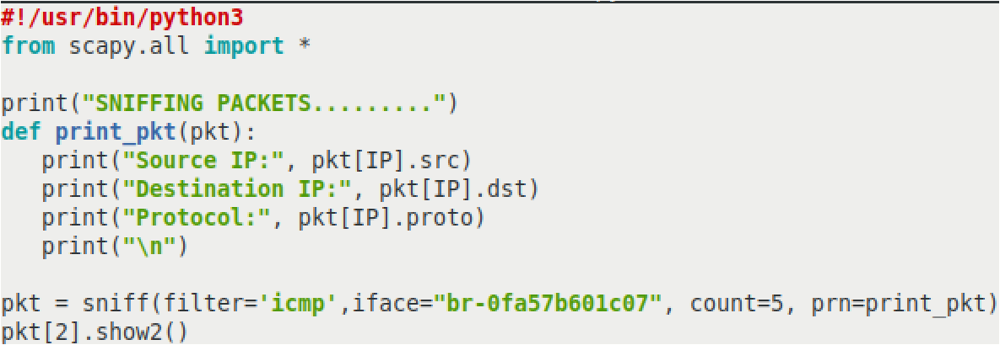 #!/usr/bin/python3
from scapy.all import *
print("SNIFFING PACKETS.........")
def print_pkt(pkt):
   print("Source IP:", pkt[IP].src)
   print("Destination IP:", pkt[IP].dst)
   print("Protocol:", pkt[IP].proto)
   print("\n")
pkt = sniff(filter='icmp',iface="br-0fa57b601c07", count=5, prn=print_pkt)
pkt[2].show2()